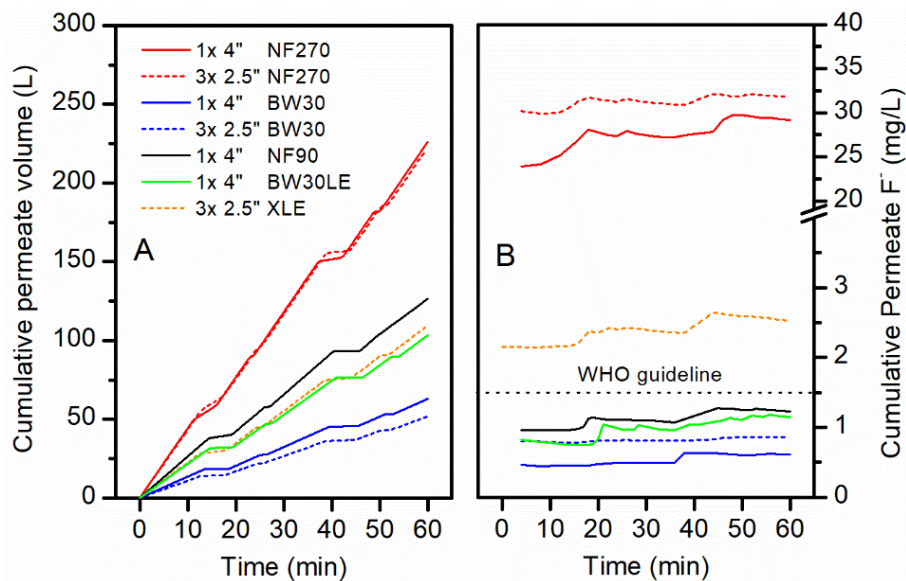 Cumulative permeate volume (L)
300
250
200
150
100
50
0
1x 4" NF270
3x 2.5" NF270
1x 4" BW30
3x 2.5" BW30
1x 4" NF90
1x 4" BW30LE
3x 2.5" XLE
A
0 10 20 30 40 50 60
Time (min)
B
WHO guideline
0 10 20 30 40 50 60
Time (min)
40
35
30
25
20
3
2
1
0
Cumulative Permeate F⁻ (mg/L)